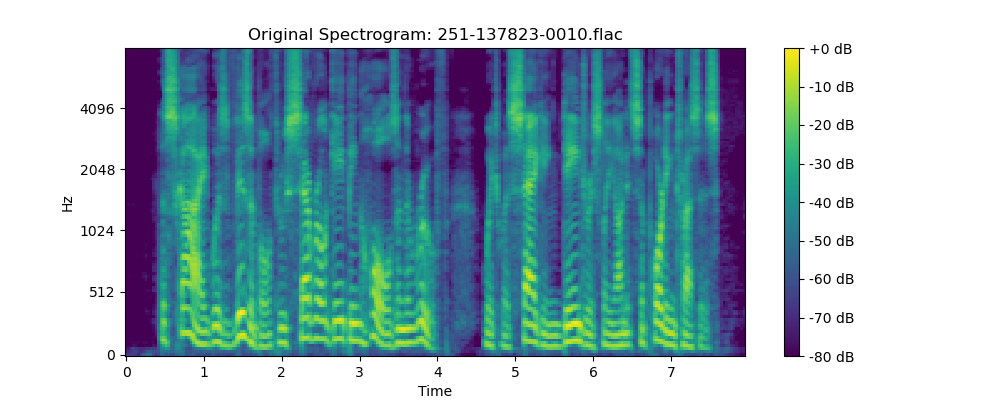 Original Spectrogram: 251-137823-0010.flac
Hz
4096
2048
1024
512
0
0 1 2 3 4 5 6 7
Time
+0 dB
-10 dB
-20 dB
-30 dB
-40 dB
-50 dB
-60 dB
-70 dB
-80 dB